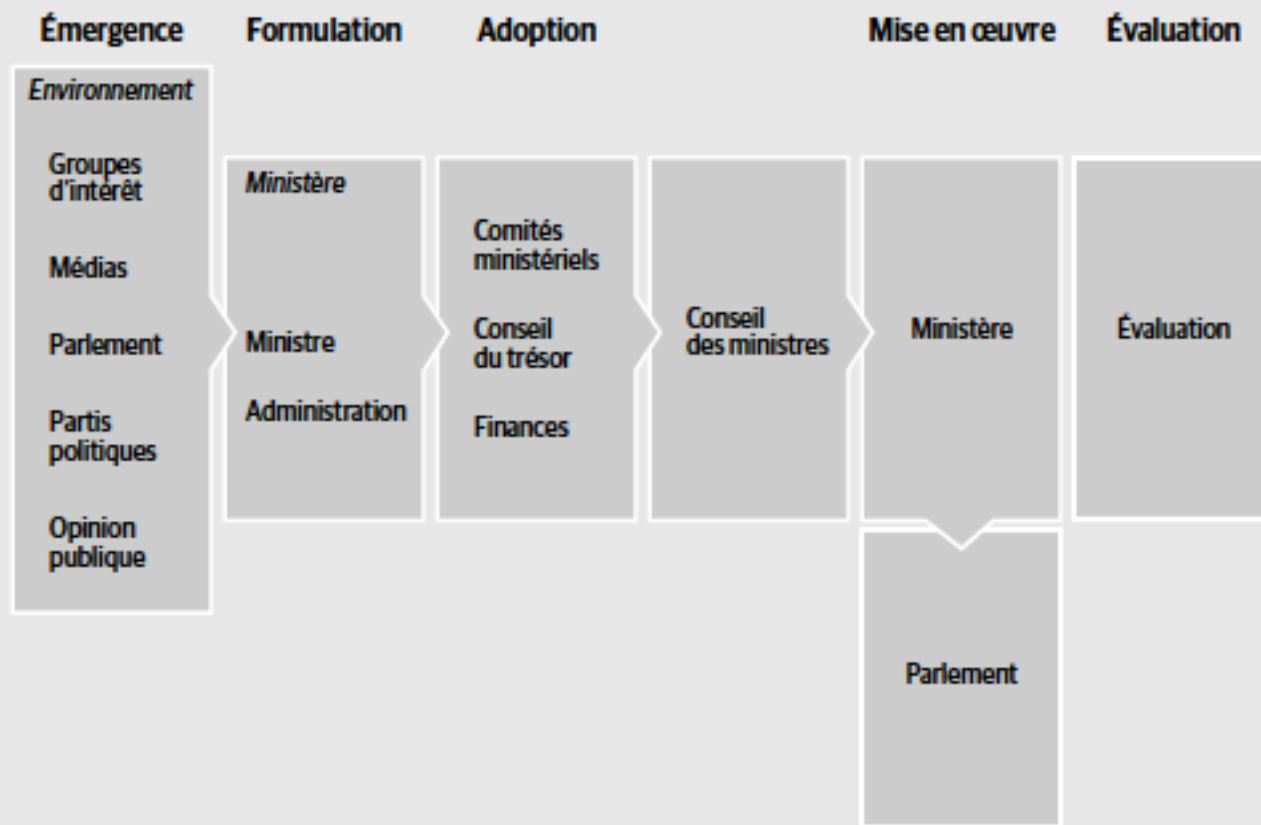 Émergence
Formulation
Adoption
Mise en œuvre
Évaluation
Environnement
Groupes
d'intérêt
Médias
Parlement
Partis
politiques
Opinion
publique
Ministère
Ministre
Administration
Comités
ministériels
Conseil
du trésor
Finances
Conseil
des ministres
Ministère
Parlement
Évaluation